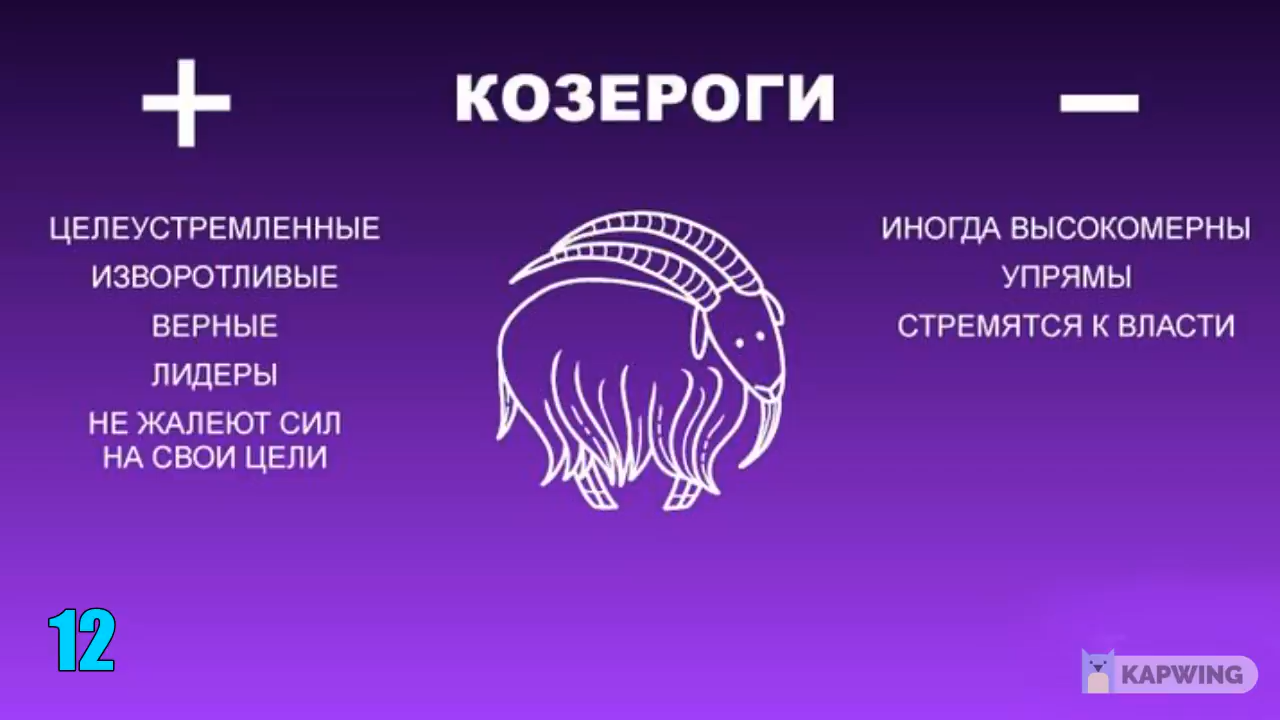 КОЗЕРОГИ
ЦЕЛЕУСТРЕМЛЕННЫЕ
ИЗВОРОТЛИВЫЕ
ВЕРНЫЕ
ЛИДЕРЫ
НЕ ЖАЛЕЮТ СИЛ
НА СВОИ ЦЕЛИ
ИНОГДА ВЫСОКОМЕРНЫ
УПРЯМЫ
СТРЕМЯТСЯ К ВЛАСТИ
12
KAPWING